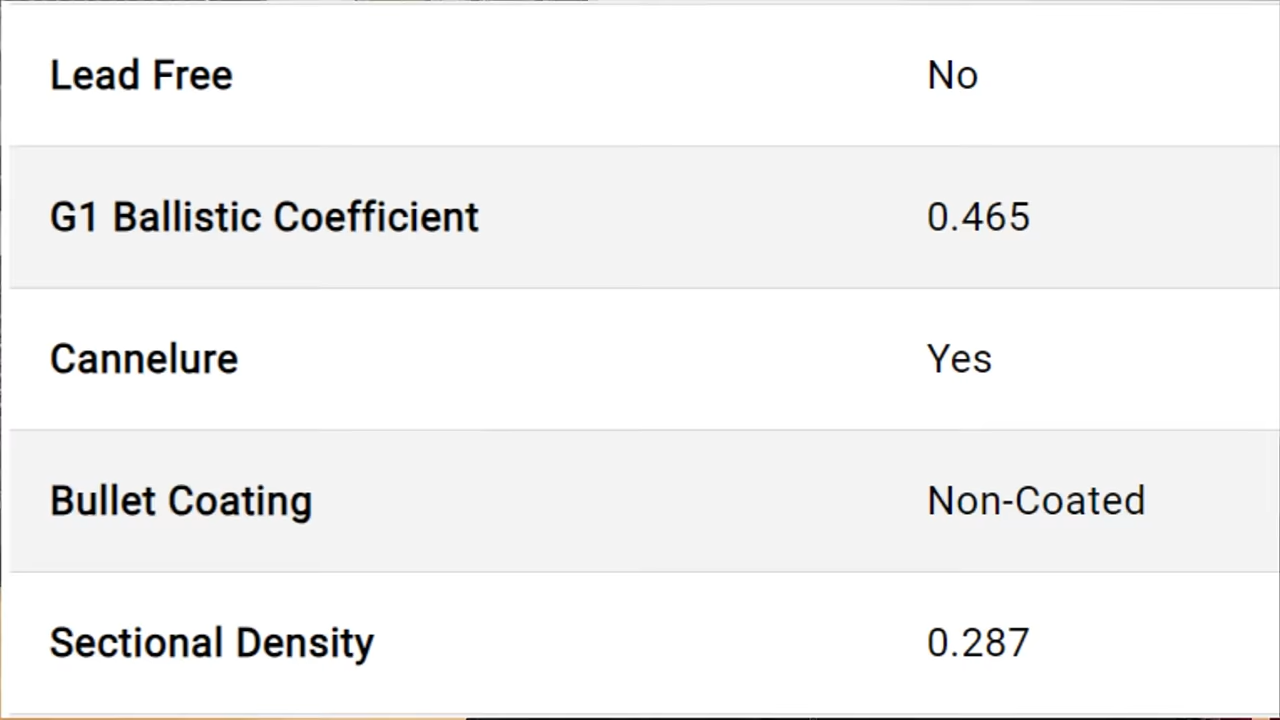 Lead Free No
G1 Ballistic Coefficient 0.465
Cannelure Yes
Bullet Coating Non-Coated
Sectional Density 0.287